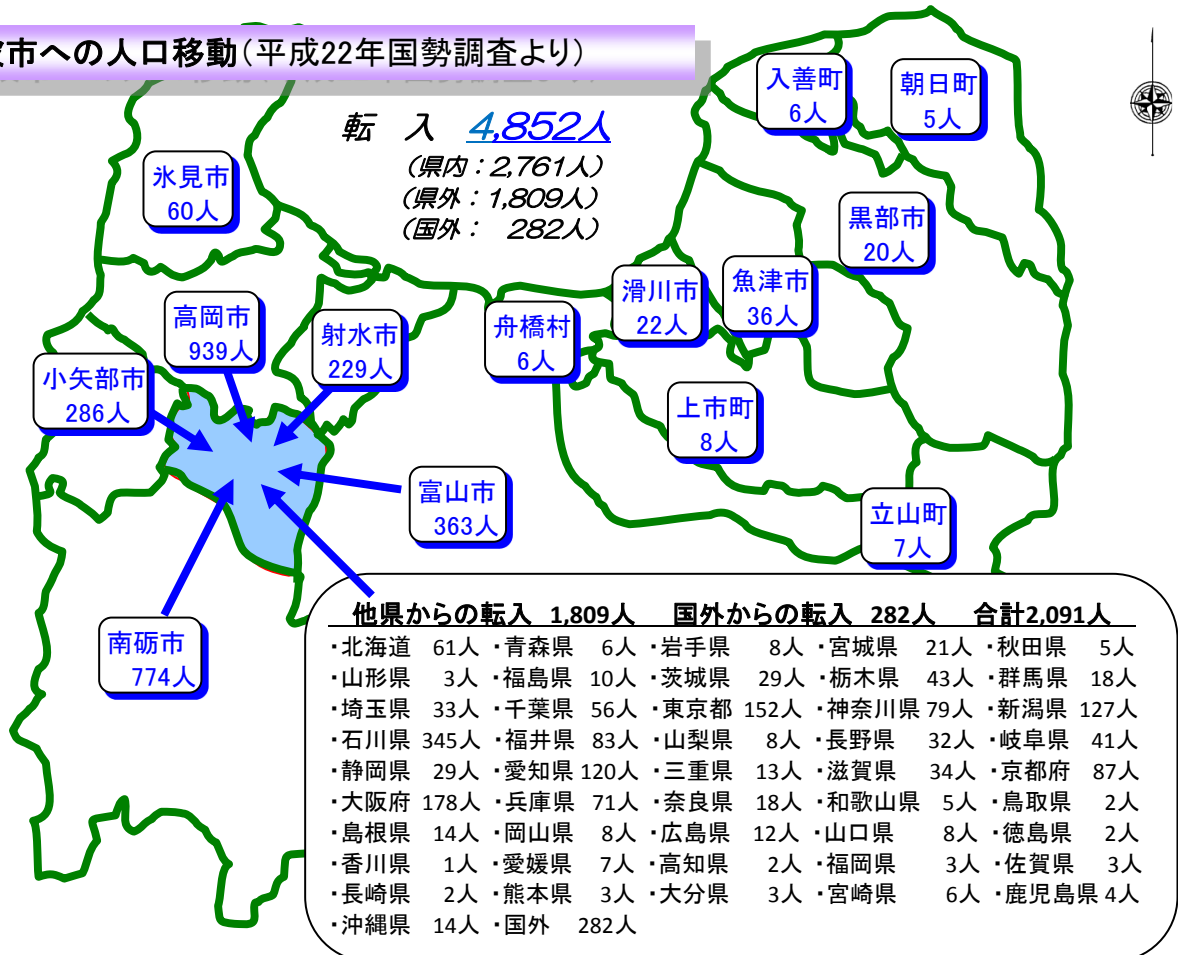 市への人口移動(平成22年国勢調査より)
転 入 4,852人
(県内：2,761人)
(県外：1,809人)
(国外： 282人)
入善町
6人
朝日町
5人
氷見市
60人
黒部市
20人
魚津市
36人
滑川市
22人
舟橋村
6人
高岡市
939人
射水市
229人
小矢部市
286人
上市町
8人
富山市
363人
立山町
7人
南砺市
774人
他県からの転入 1,809人 国外からの転入 282人 合計2,091人
・北海道 61人 ・青森県 6人 ・岩手県 8人 ・宮城県 21人 ・秋田県 5人
・山形県 3人 ・福島県 10人 ・茨城県 29人 ・栃木県 43人 ・群馬県 18人
・埼玉県 33人 ・千葉県 56人 ・東京都 152人 ・神奈川県 79人 ・新潟県 127人
・石川県 345人 ・福井県 83人 ・山梨県 8人 ・長野県 32人 ・岐阜県 41人
・静岡県 29人 ・愛知県 120人 ・三重県 13人 ・滋賀県 34人 ・京都府 87人
・大阪府 178人 ・兵庫県 71人 ・奈良県 18人 ・和歌山県 5人 ・鳥取県 2人
・島根県 14人 ・岡山県 8人 ・広島県 12人 ・山口県 8人 ・徳島県 2人
・香川県 1人 ・愛媛県 7人 ・高知県 2人 ・福岡県 3人 ・佐賀県 3人
・長崎県 2人 ・熊本県 3人 ・大分県 3人 ・宮崎県 6人 ・鹿児島県 4人
・沖縄県 14人 ・国外 282人